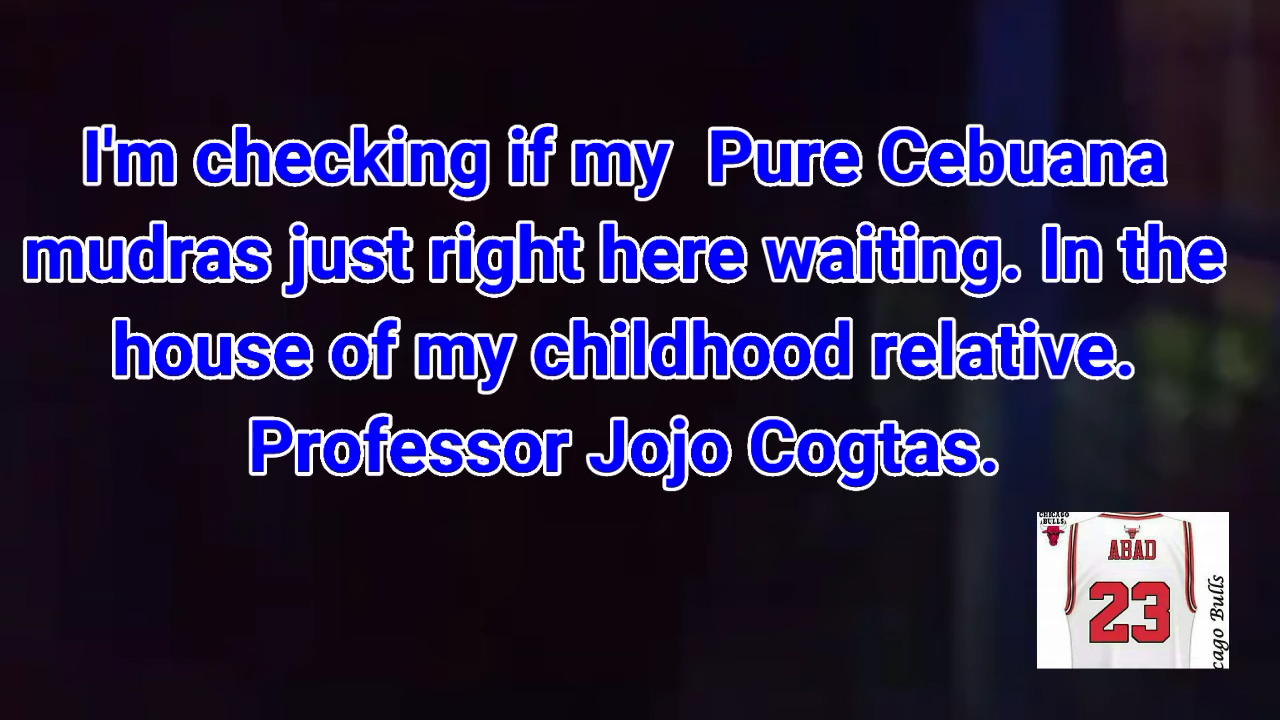 I'm checking if my Pure Cebuana
mudras just right here waiting. In the
house of my childhood relative.
Professor Jojo Cogtas.
CHICAGO
BULLS
ABAD
23
cago Bulls